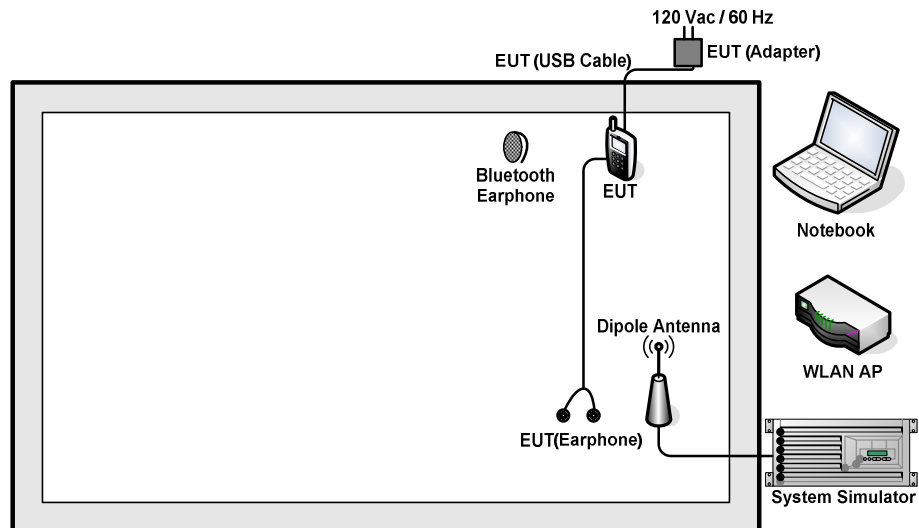 120 Vac / 60 Hz
EUT (USB Cable)
EUT (Adapter)
Bluetooth
Earphone
EUT
Notebook
Dipole Antenna
WLAN AP
EUT(Earphone)
System Simulator